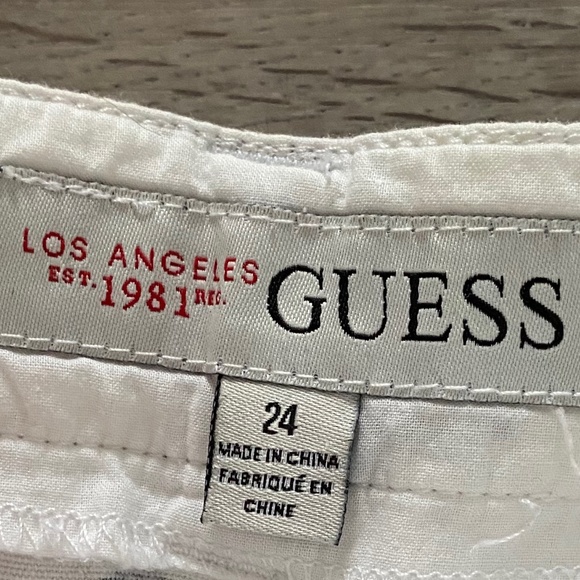 LOS ANGELES
EST. 1981 REG.
GUESS
24
MADE IN CHINA
FABRIQUÉ EN
CHINE